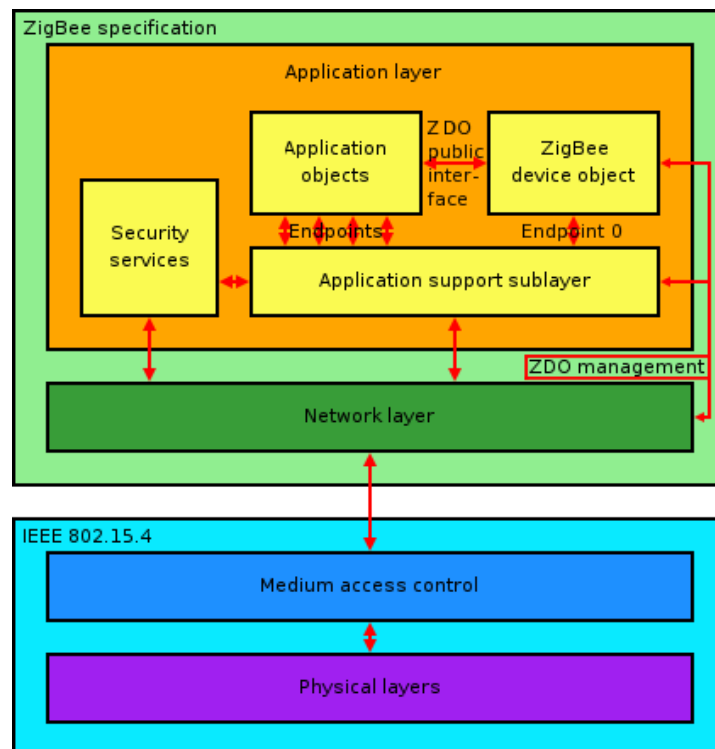 ZigBee specification
Application layer
Application
objects
ZDO
public
inter-
face
ZigBee
device object
Security
services
Endpoints
Endpoint 0
Application support sublayer
ZDO management
Network layer
IEEE 802.15.4
Medium access control
Physical layers